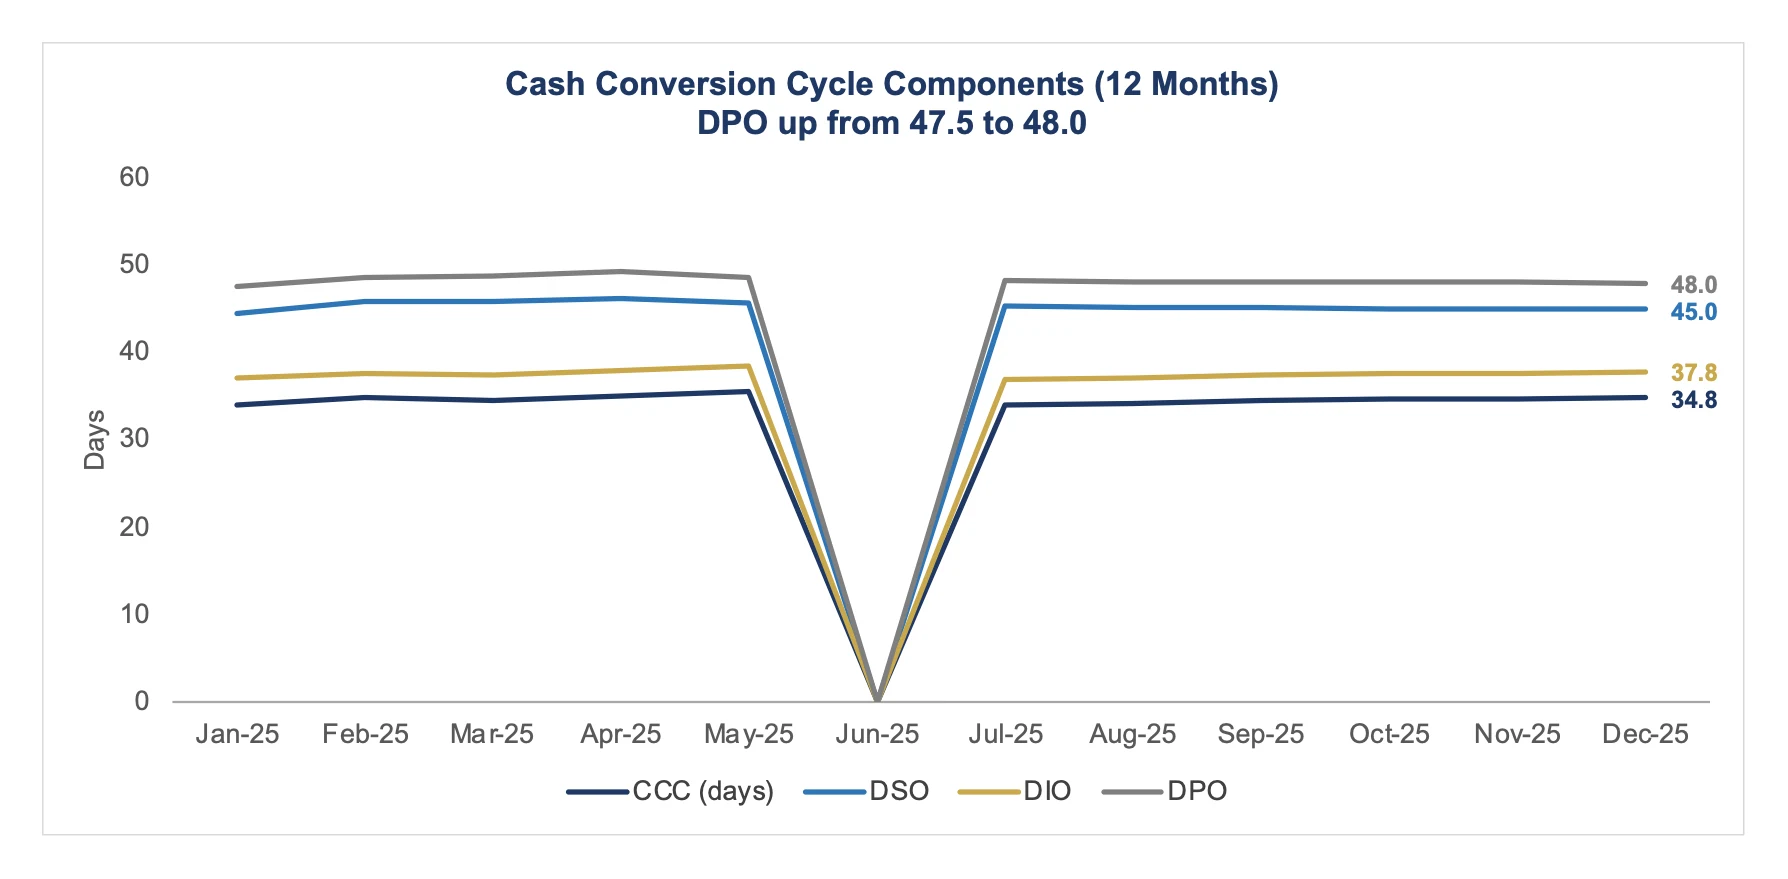 Cash Conversion Cycle Components (12 Months)
DPO up from 47.5 to 48.0
60
50
40
30
20
10
0
Days
48.0
45.0
37.8
34.8
Jan-25 Feb-25 Mar-25 Apr-25 May-25 Jun-25 Jul-25 Aug-25 Sep-25 Oct-25 Nov-25 Dec-25
CCC (days) DSO DIO DPO